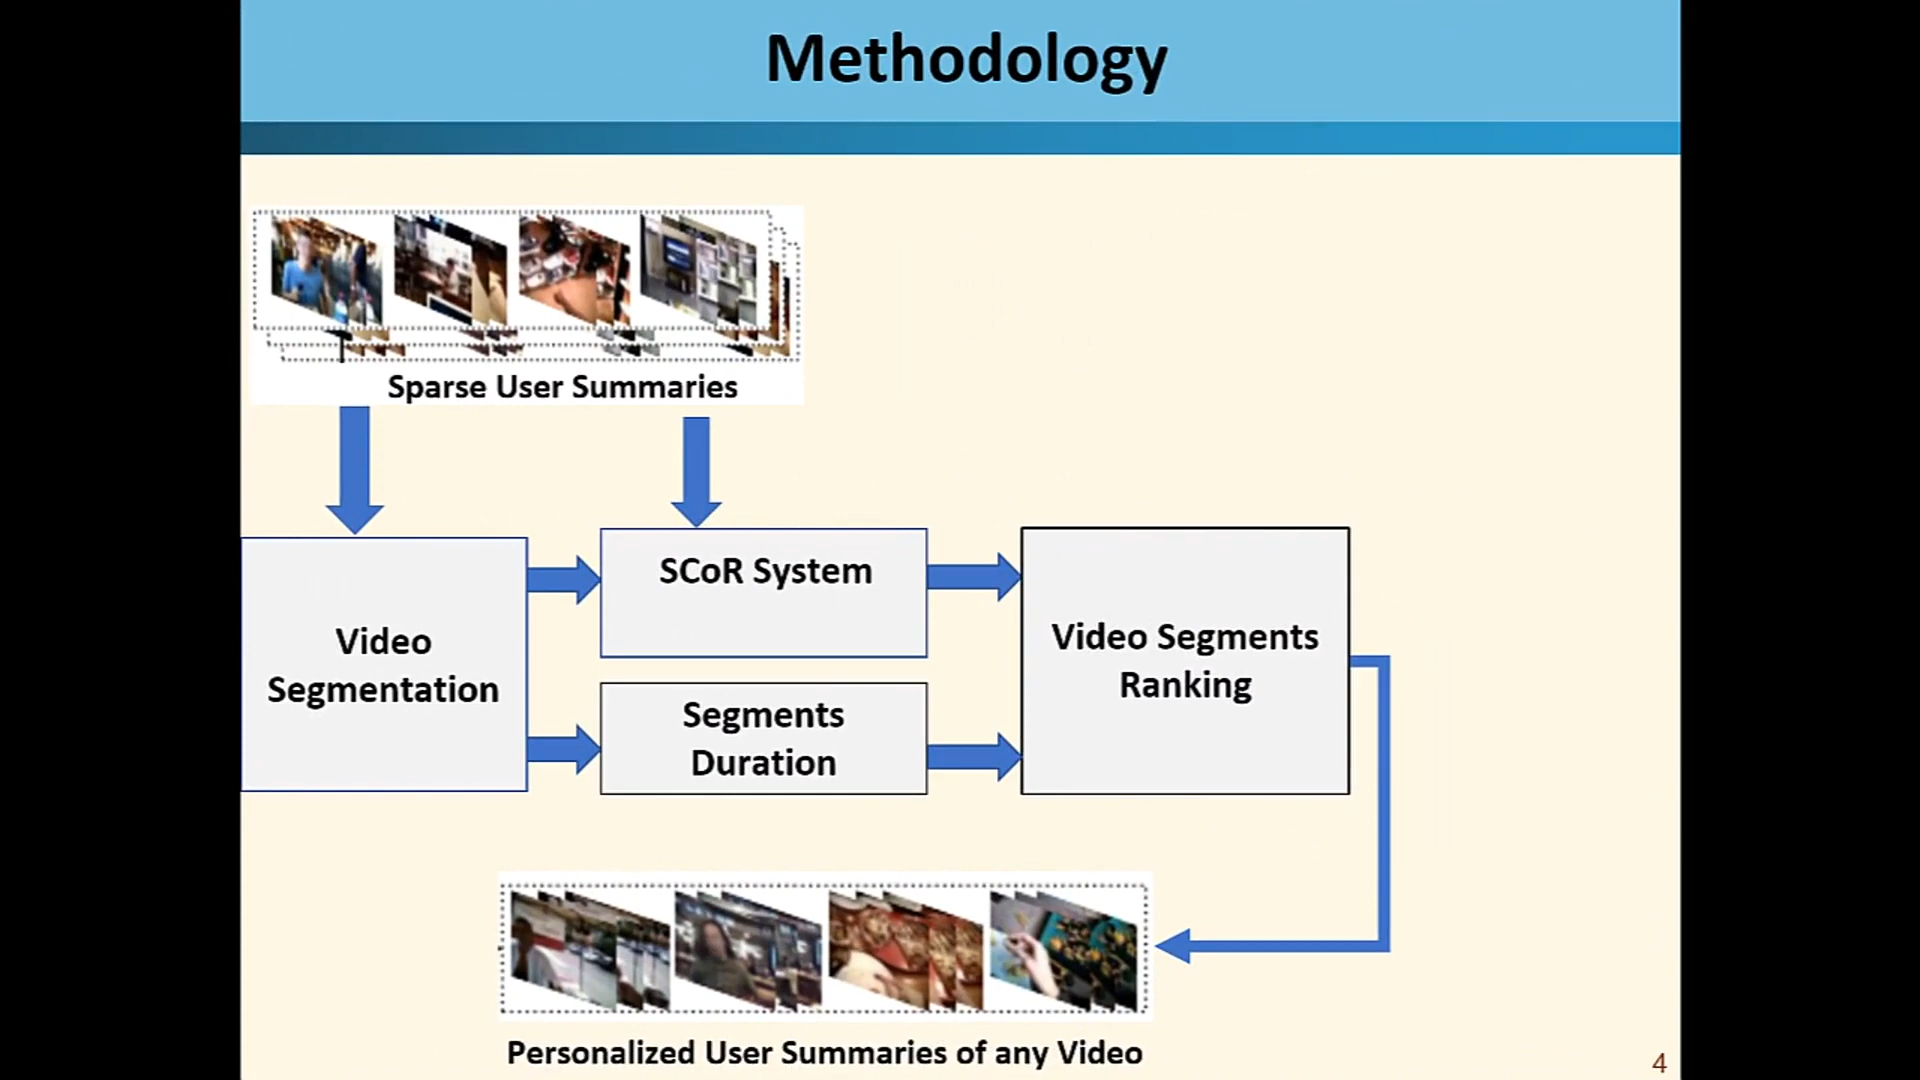 Methodology
Sparse User Summaries
SCoR System
Video
Segmentation
Video Segments
Ranking
Segments
Duration
Personalized User Summaries of any Video
4